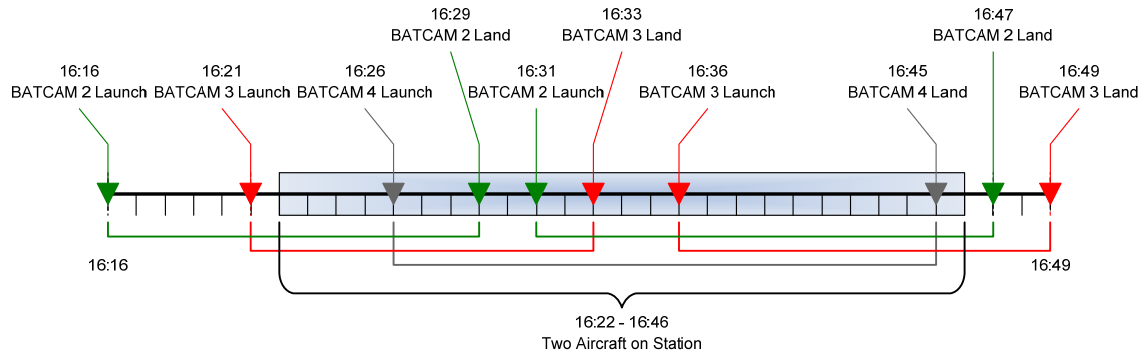 16:29
BATCAM 2 Land
16:33
BATCAM 3 Land
16:47
BATCAM 2 Land
16:16
BATCAM 2 Launch
16:21
BATCAM 3 Launch
16:26
BATCAM 4 Launch
16:31
BATCAM 2 Launch
16:36
BATCAM 3 Launch
16:45
BATCAM 4 Land
16:49
BATCAM 3 Land
16:16
16:49
16:22 - 16:46
Two Aircraft on Station